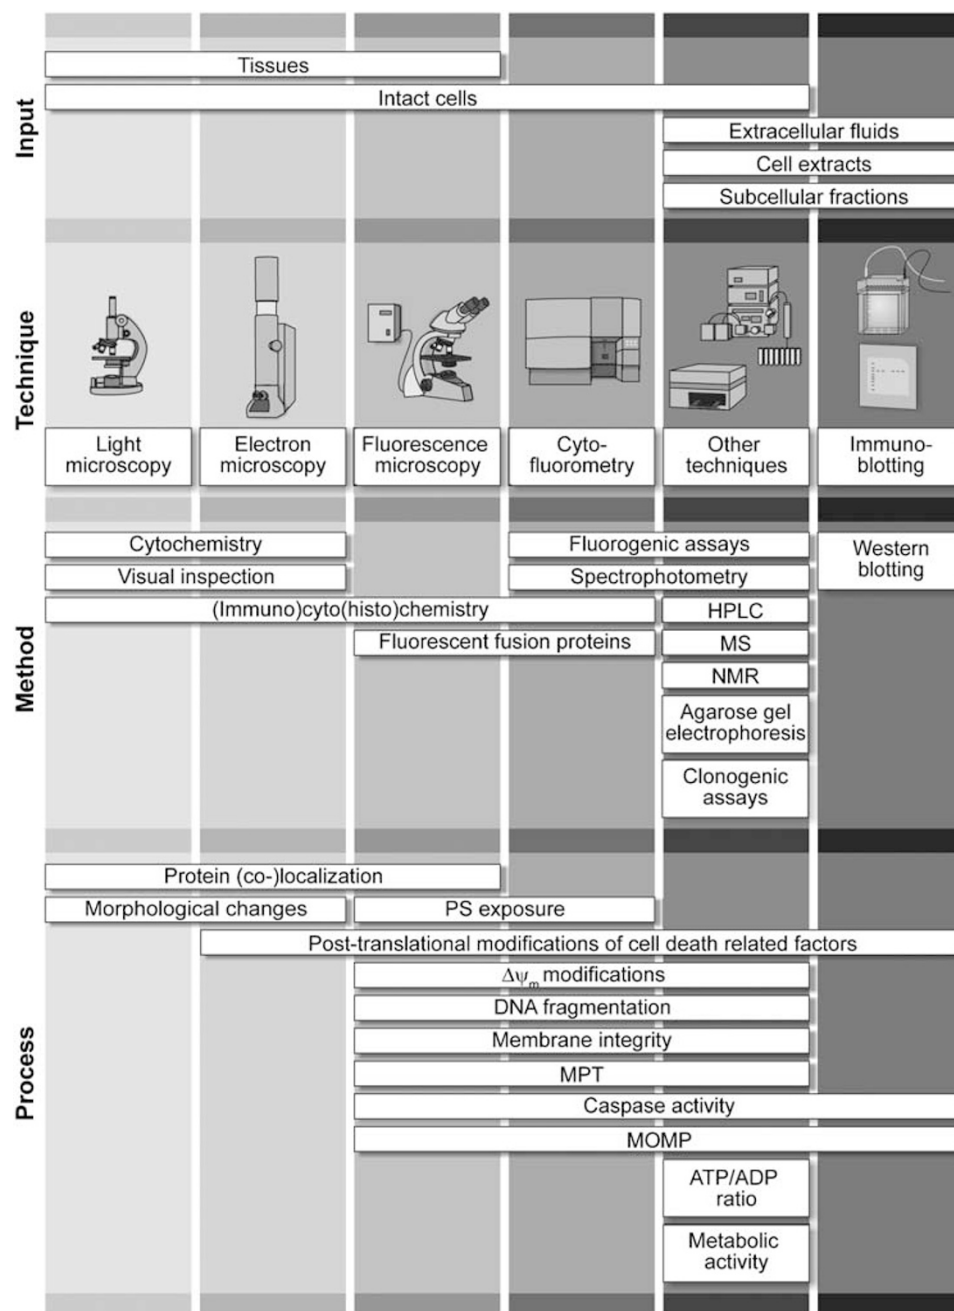 Input
Tissues
Intact cells
Extracellular fluids
Cell extracts
Subcellular fractions
Technique
Light
microscopy
Electron
microscopy
Fluorescence
microscopy
Cyto-
fluorometry
Other
techniques
Immuno-
blotting
Method
Cytochemistry
Fluorogenic assays
Western
blotting
Visual inspection
Spectrophotometry
(Immuno)cyto(histo)chemistry
HPLC
Fluorescent fusion proteins
MS
NMR
Agarose gel
electrophoresis
Clonogenic
assays
Process
Protein (co-)localization
Morphological changes
PS exposure
Post-translational modifications of cell death related factors
Δψm modifications
DNA fragmentation
Membrane integrity
MPT
Caspase activity
MOMP
ATP/ADP
ratio
Metabolic
activity